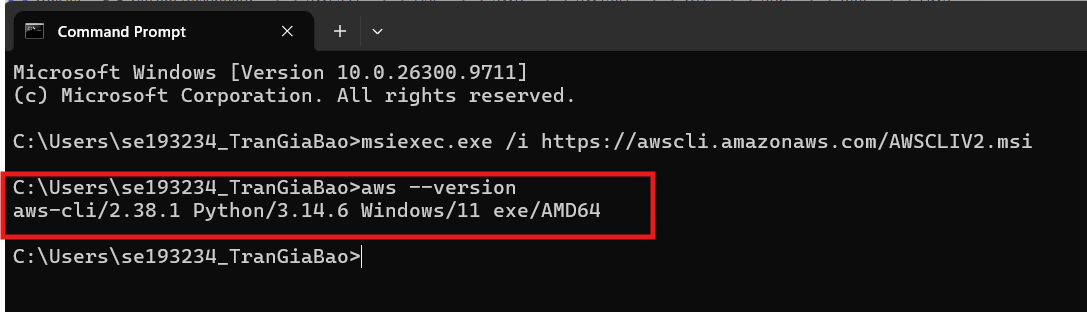 Command Prompt
Microsoft Windows [Version 10.0.26300.9711]
(c) Microsoft Corporation. All rights reserved.
C:\Users\se193234_TranGiaBao>msiexec.exe /i https://awscli.amazonaws.com/AWSCLIV2.msi
C:\Users\se193234_TranGiaBao>aws --version
aws-cli/2.38.1 Python/3.14.6 Windows/11 exe/AMD64
C:\Users\se193234_TranGiaBao>